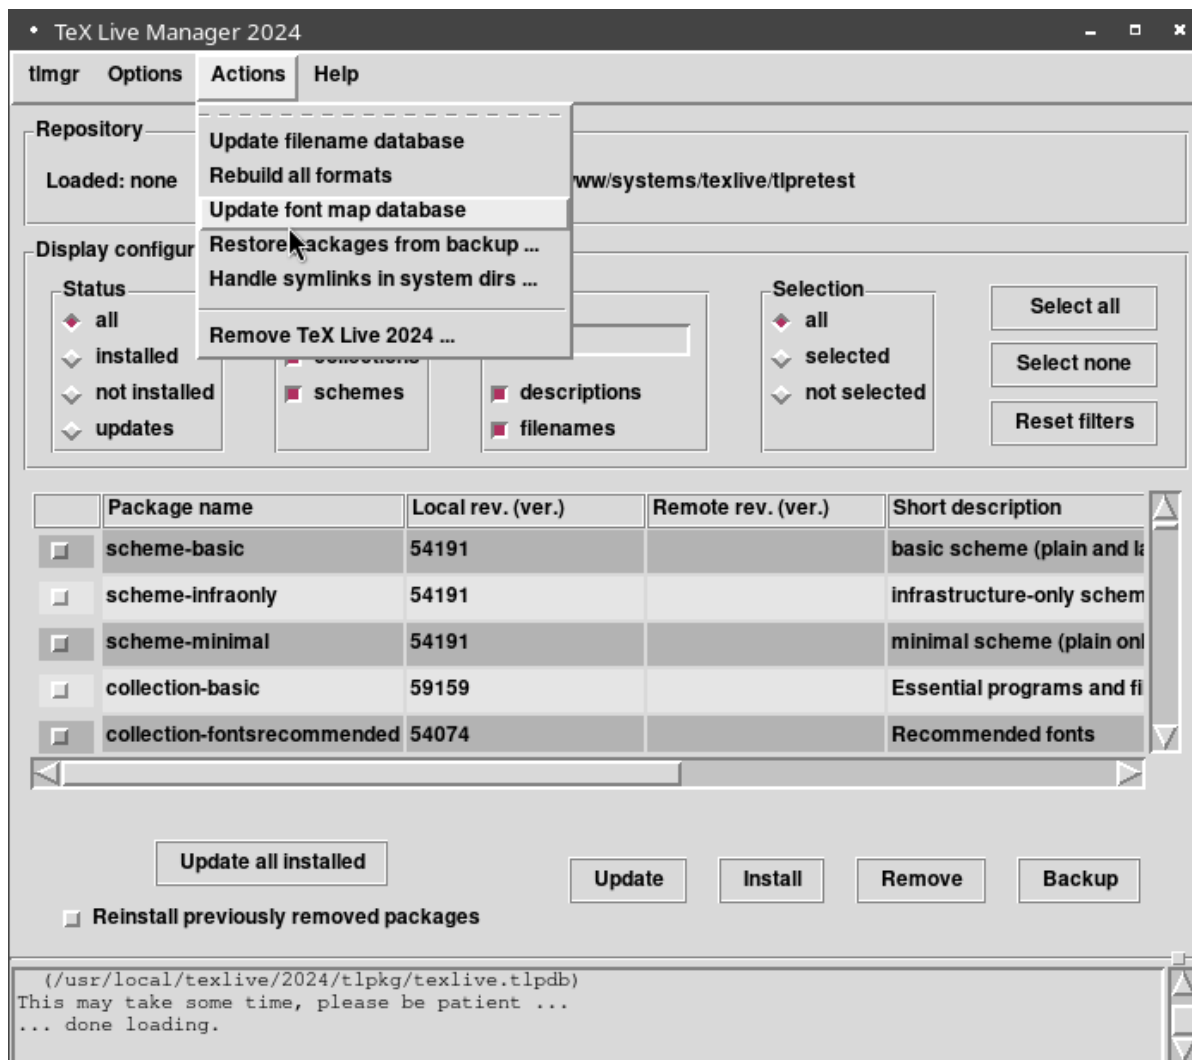 TeX Live Manager 2024
tlmgr Options Actions Help
Update filename database
Rebuild all formats
Update font map database
Restore packages from backup ...
Handle symlinks in system dirs ...
Remove TeX Live 2024 ...
Repository
Loaded: none
ww/systems/texlive/tlpretest
Display configur
Status
all
installed
not installed
updates
collections
schemes
descriptions
filenames
Selection
all
selected
not selected
Select all
Select none
Reset filters
Package name Local rev. (ver.) Remote rev. (ver.) Short description
scheme-basic 54191 basic scheme (plain and la
scheme-infraonly 54191 infrastructure-only schem
scheme-minimal 54191 minimal scheme (plain onl
collection-basic 59159 Essential programs and fi
collection-fontsrecommended 54074 Recommended fonts
Update all installed
Reinstall previously removed packages
Update Install Remove Backup
(/usr/local/texlive/2024/tlpkg/texlive.tlpdb)
This may take some time, please be patient ...
... done loading.